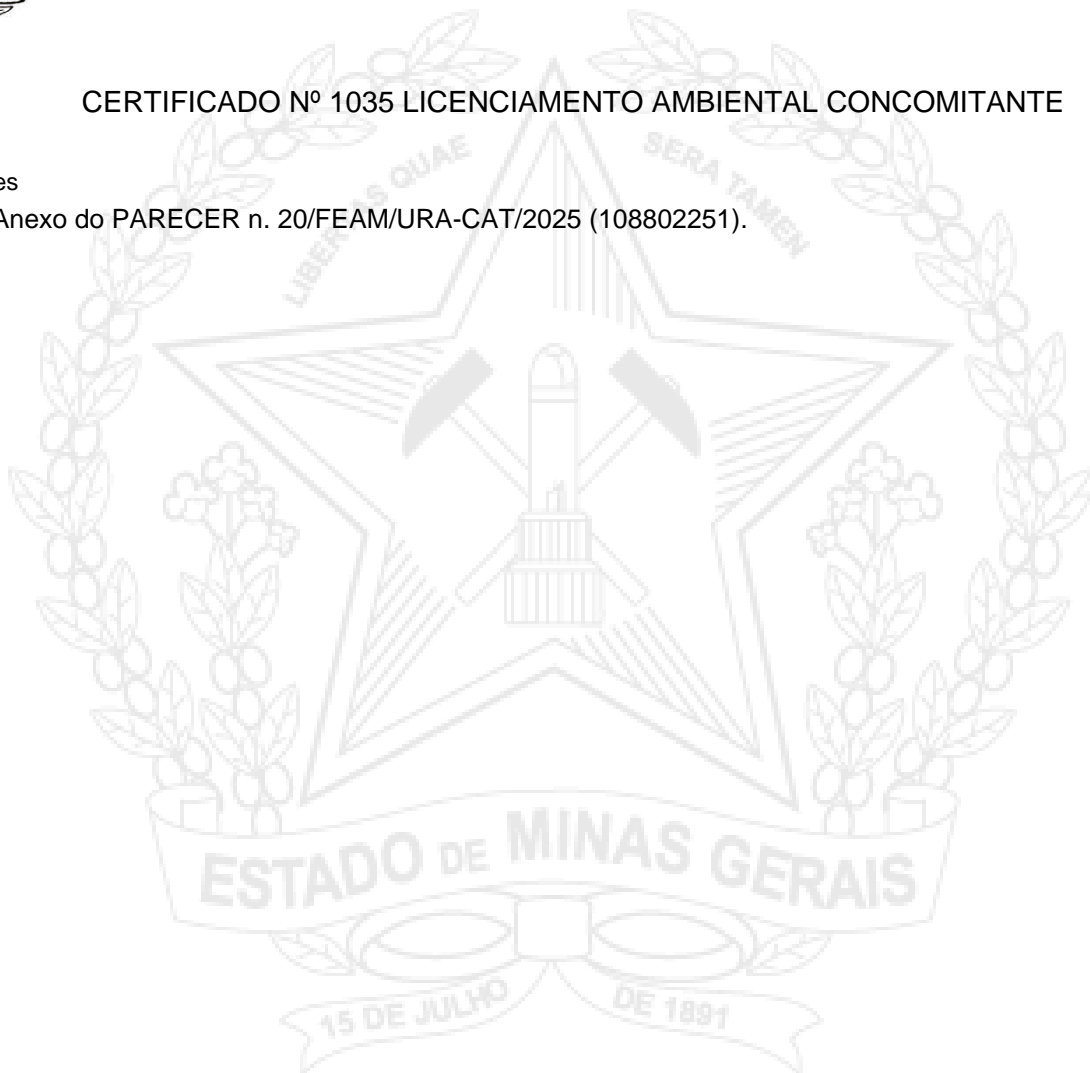 CERTIFICADO Nº 1035 LICENCIAMENTO AMBIENTAL CONCOMITANTE
es
Anexo do PARECER n. 20/FEAM/URA-CAT/2025 (108802251).
LIBERTAS QUAE SERA TAMEN
ESTADO DE MINAS GERAIS
15 DE JULHO DE 1891